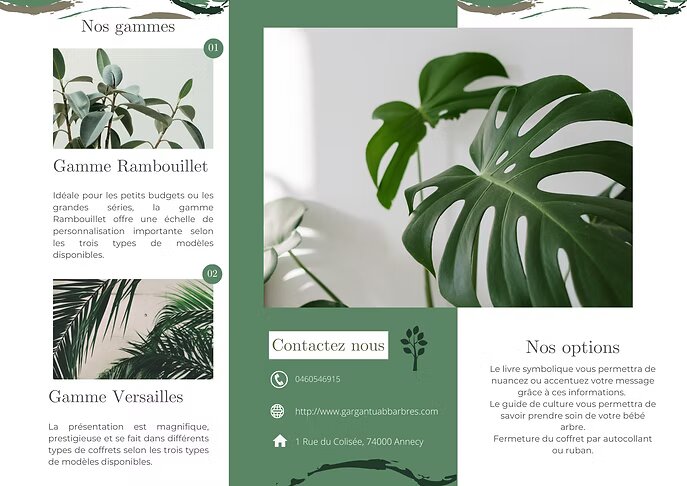 Nos gammes
01
Gamme Rambouillet
Idéale pour les petits budgets ou les
grandes séries, la gamme
Rambouillet offre une échelle de
personnalisation importante selon
les trois types de modèles
disponibles.
02
Gamme Versailles
La présentation est magnifique,
prestigieuse et se fait dans différents
types de coffrets selon les trois types
de modèles disponibles.
Contactez nous
0460546915
http://www.gargantuabbarbres.com
1 Rue du Colisée, 74000 Annecy
Nos options
Le livre symbolique vous permettra de
nuancez ou accentuez votre message
grâce à ces informations.
Le guide de culture vous permettra de
savoir prendre soin de votre bébé
arbre.
Fermeture du coffret par autocollant
ou ruban.